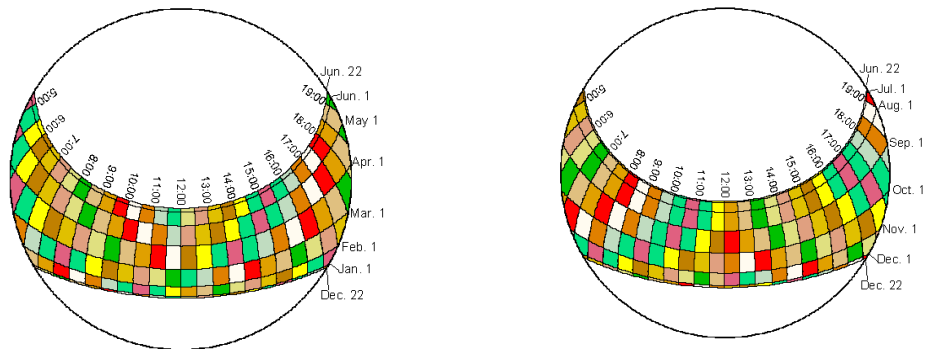 5:00
6:00
7:00
8:00
9:00
10:00
11:00
12:00
13:00
14:00
15:00
16:00
17:00
18:00
19:00
Jun. 22
Jun. 1
May 1
Apr. 1
Mar. 1
Feb. 1
Jan. 1
Dec. 22
5:00
6:00
7:00
8:00
9:00
10:00
11:00
12:00
13:00
14:00
15:00
16:00
17:00
18:00
19:00
Jun. 22
Jul. 1
Aug. 1
Sep. 1
Oct. 1
Nov. 1
Dec. 1
Dec. 22